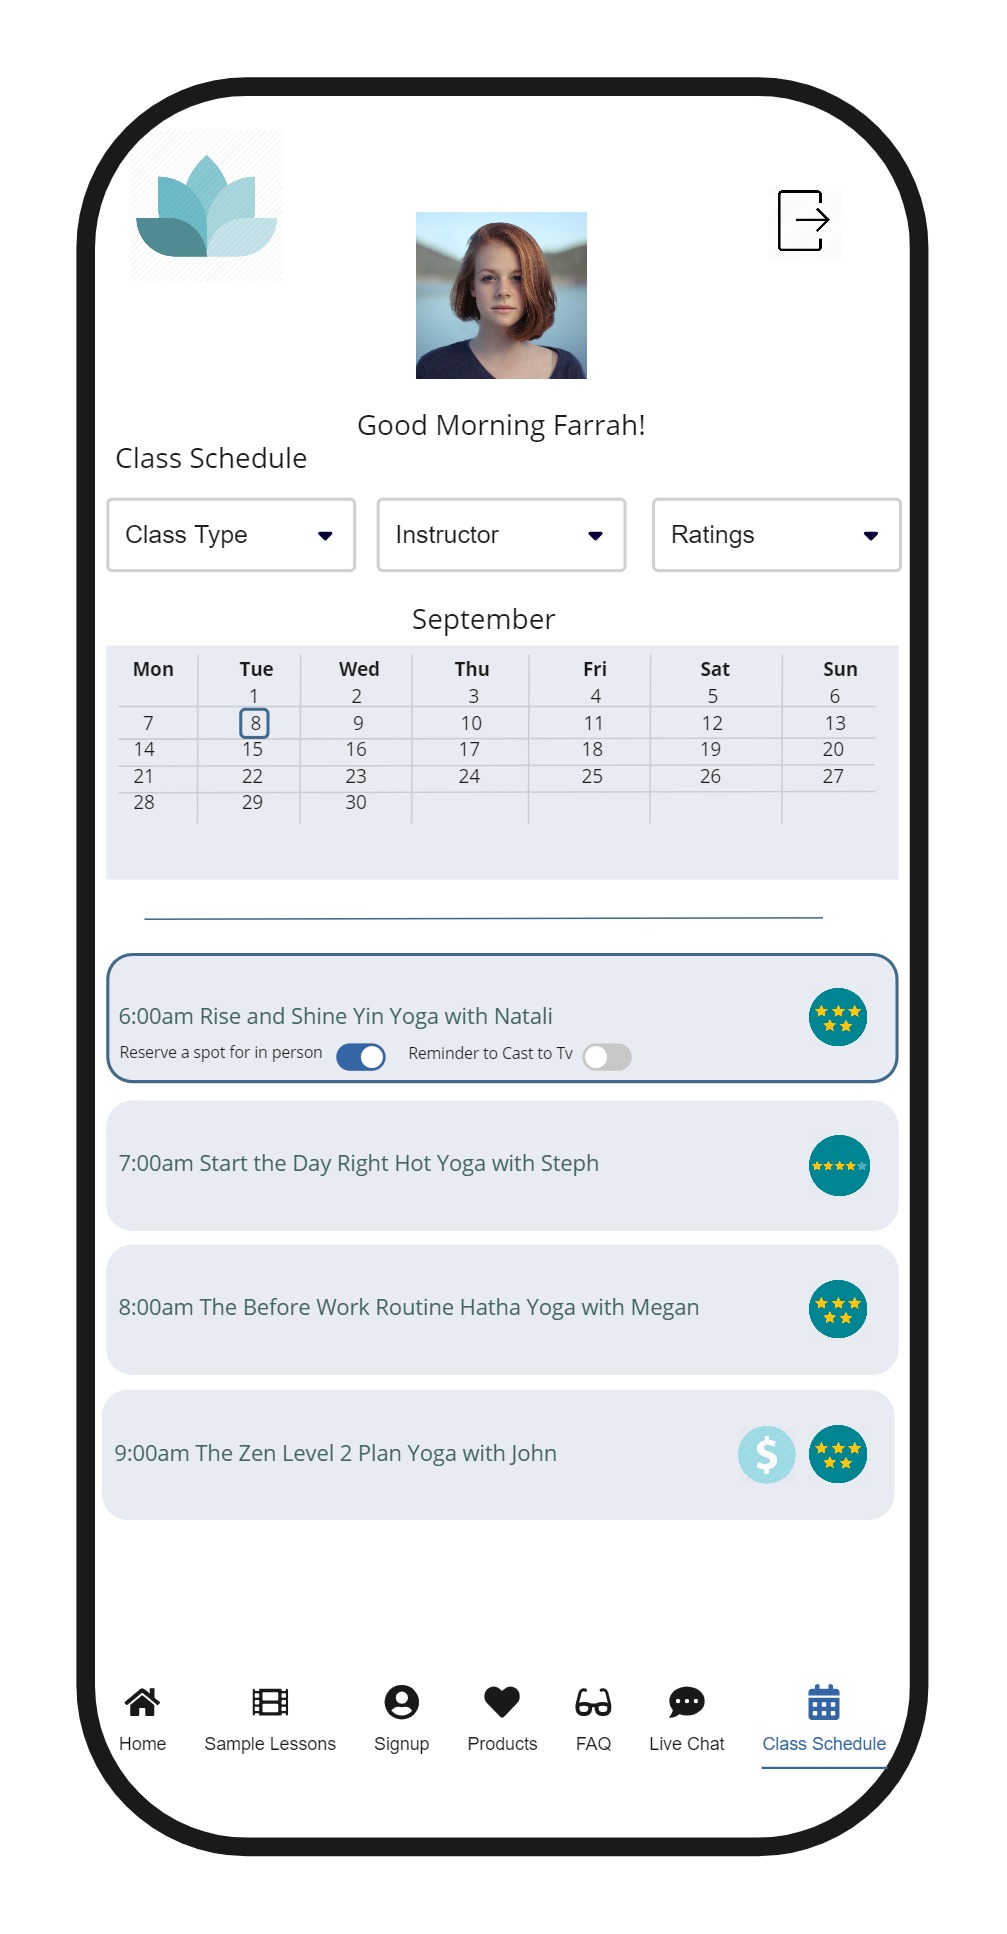 Good Morning Farrah!
Class Schedule
Class Type Instructor Ratings
September
Mon Tue Wed Thu Fri Sat Sun
1 2 3 4 5 6
7 8 9 10 11 12 13
14 15 16 17 18 19 20
21 22 23 24 25 26 27
28 29 30
6:00am Rise and Shine Yin Yoga with Natali
Reserve a spot for in person Reminder to Cast to Tv
7:00am Start the Day Right Hot Yoga with Steph
8:00am The Before Work Routine Hatha Yoga with Megan
9:00am The Zen Level 2 Plan Yoga with John
$
Home Sample Lessons Signup Products FAQ Live Chat Class Schedule